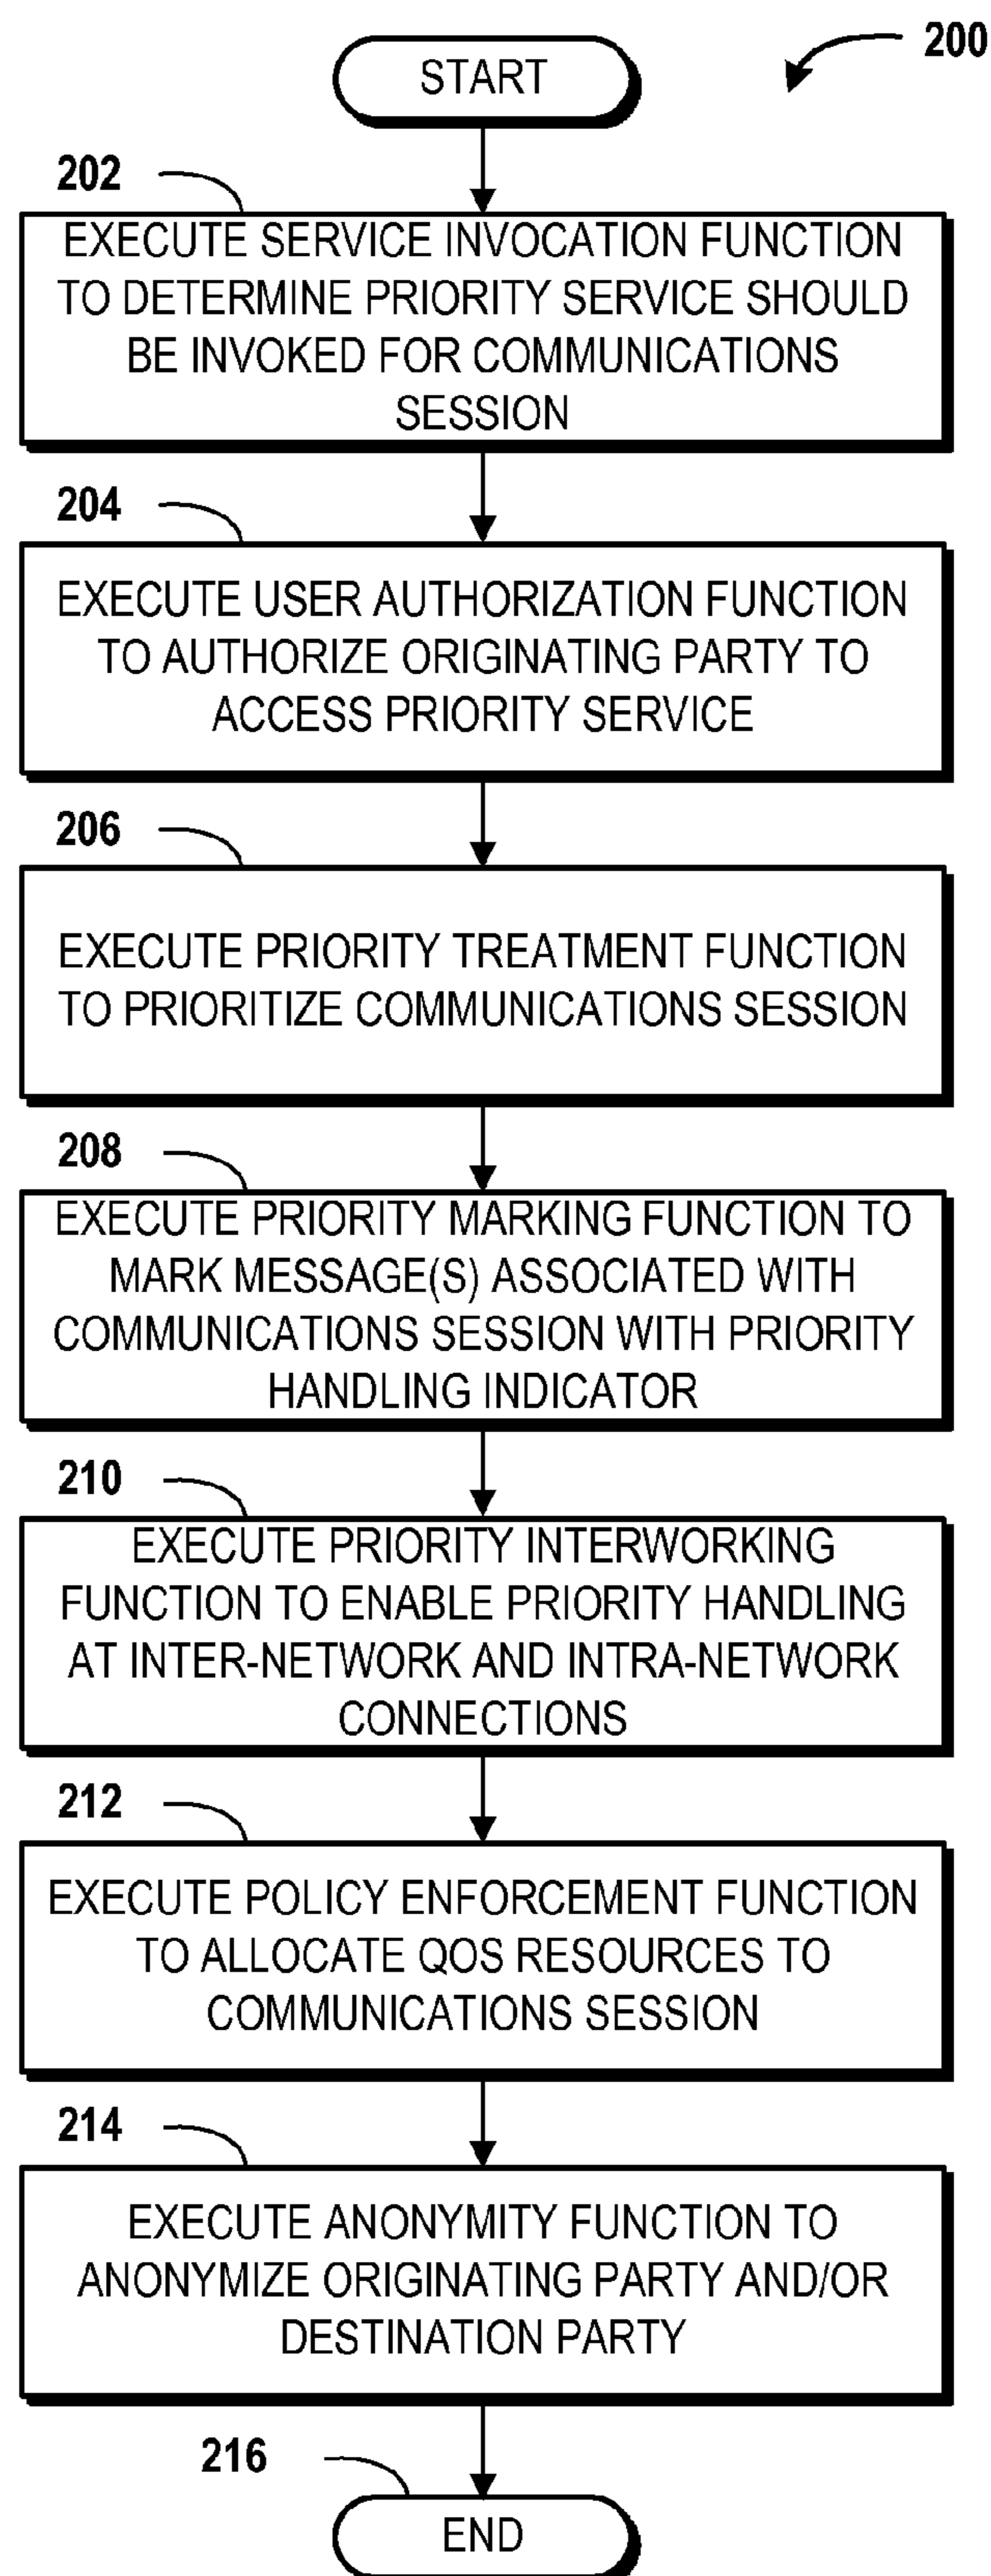 200
START
202
EXECUTE SERVICE INVOCATION FUNCTION
TO DETERMINE PRIORITY SERVICE SHOULD
BE INVOKED FOR COMMUNICATIONS
SESSION
204
EXECUTE USER AUTHORIZATION FUNCTION
TO AUTHORIZE ORIGINATING PARTY TO
ACCESS PRIORITY SERVICE
206
EXECUTE PRIORITY TREATMENT FUNCTION
TO PRIORITIZE COMMUNICATIONS SESSION
208
EXECUTE PRIORITY MARKING FUNCTION TO
MARK MESSAGE(S) ASSOCIATED WITH
COMMUNICATIONS SESSION WITH PRIORITY
HANDLING INDICATOR
210
EXECUTE PRIORITY INTERWORKING
FUNCTION TO ENABLE PRIORITY HANDLING
AT INTER-NETWORK AND INTRA-NETWORK
CONNECTIONS
212
EXECUTE POLICY ENFORCEMENT FUNCTION
TO ALLOCATE QOS RESOURCES TO
COMMUNICATIONS SESSION
214
EXECUTE ANONYMITY FUNCTION TO
ANONYMIZE ORIGINATING PARTY AND/OR
DESTINATION PARTY
216
END